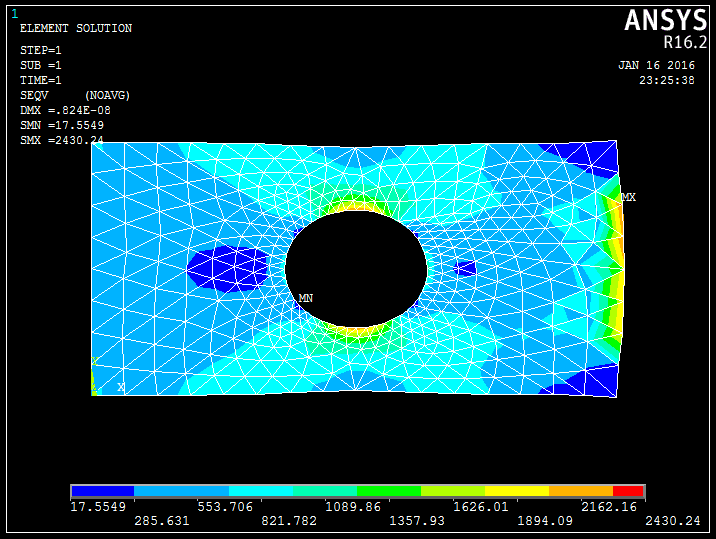 1
ELEMENT SOLUTION
STEP=1
SUB =1
TIME=1
SEQV (NOAVG)
DMX =.824E-08
SMN =17.5549
SMX =2430.24
ANSYS
R16.2
JAN 16 2016
23:25:38
MX
MN
Y
X
17.5549 553.706 1089.86 1626.01 2162.16
285.631 821.782 1357.93 1894.09 2430.24